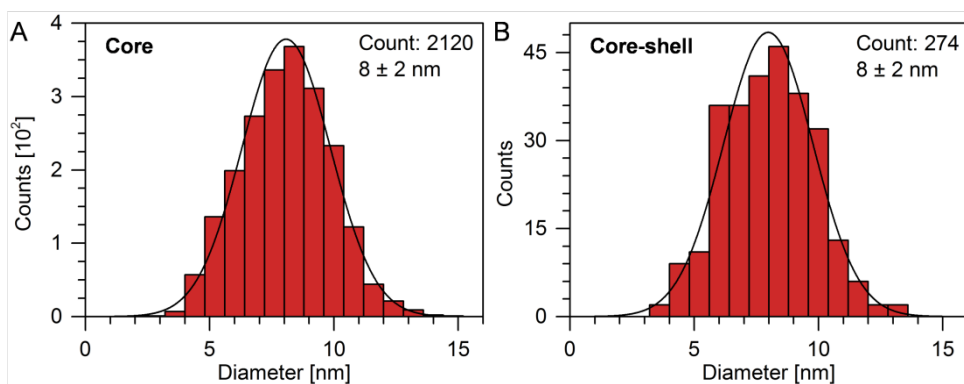 A
Core
Count: 2120
8 ± 2 nm
Counts [10²]
4
3
2
1
0
0 5 10 15
Diameter [nm]
B
Core-shell
Count: 274
8 ± 2 nm
Counts
45
30
15
0
0 5 10 15
Diameter [nm]